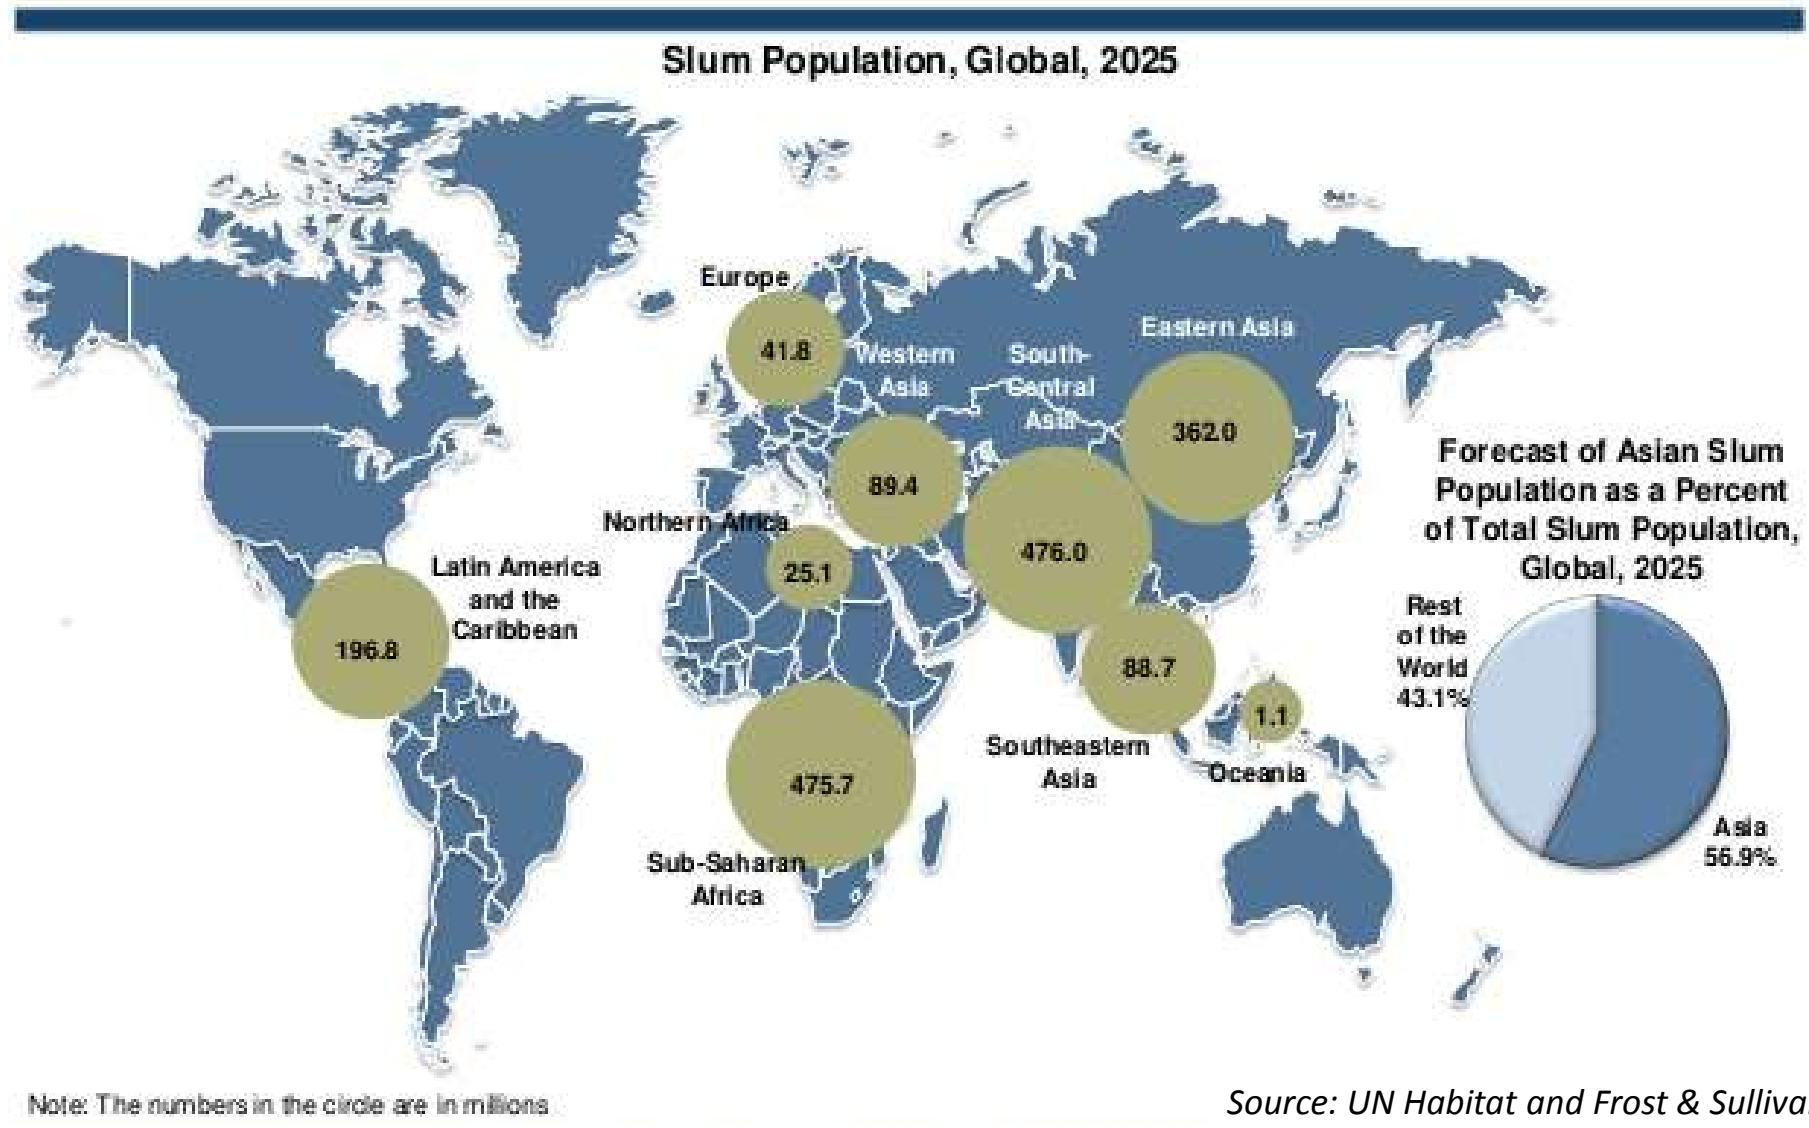 Slum Population, Global, 2025
Europe
41.8
Western
Asia
89.4
South-
Central
Asia
476.0
Eastern Asia
362.0
Northern Africa
25.1
Latin America
and the
Caribbean
196.8
Sub-Saharan
Africa
475.7
Southeastern
Asia
88.7
Oceania
1.1
Forecast of Asian Slum
Population as a Percent
of Total Slum Population,
Global, 2025
Rest
of the
World
43.1%
Asia
56.9%
Note: The numbers in the circle are in millions
Source: UN Habitat and Frost & Sulliva